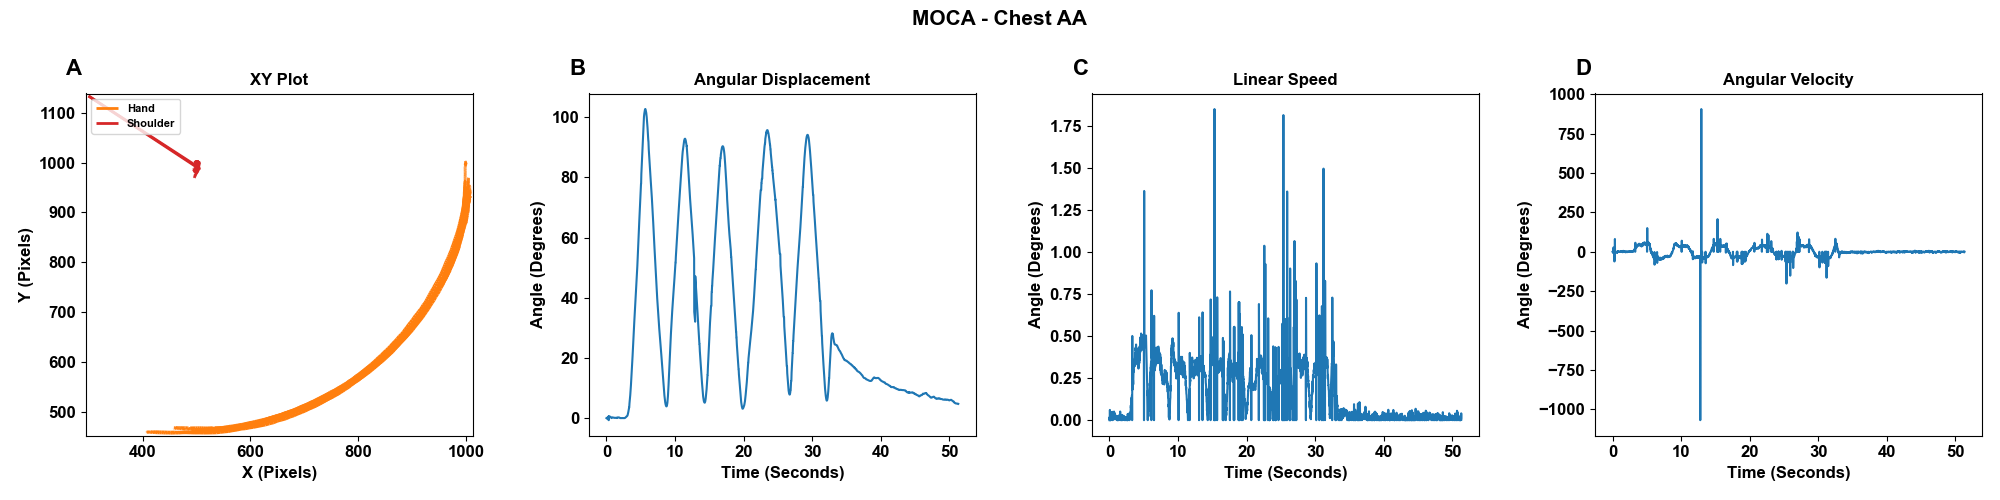 MOCA - Chest AA
A
XY Plot
Hand
Shoulder
1100
1000
900
800
700
600
500
400
600
800
1000
Y (Pixels)
X (Pixels)
B
Angular Displacement
100
80
60
40
20
0
0
10
20
30
40
50
Angle (Degrees)
Time (Seconds)
C
Linear Speed
1.75
1.50
1.25
1.00
0.75
0.50
0.25
0.00
0
10
20
30
40
50
Angle (Degrees)
Time (Seconds)
D
Angular Velocity
1000
750
500
250
0
−250
−500
−750
−1000
0
10
20
30
40
50
Angle (Degrees)
Time (Seconds)